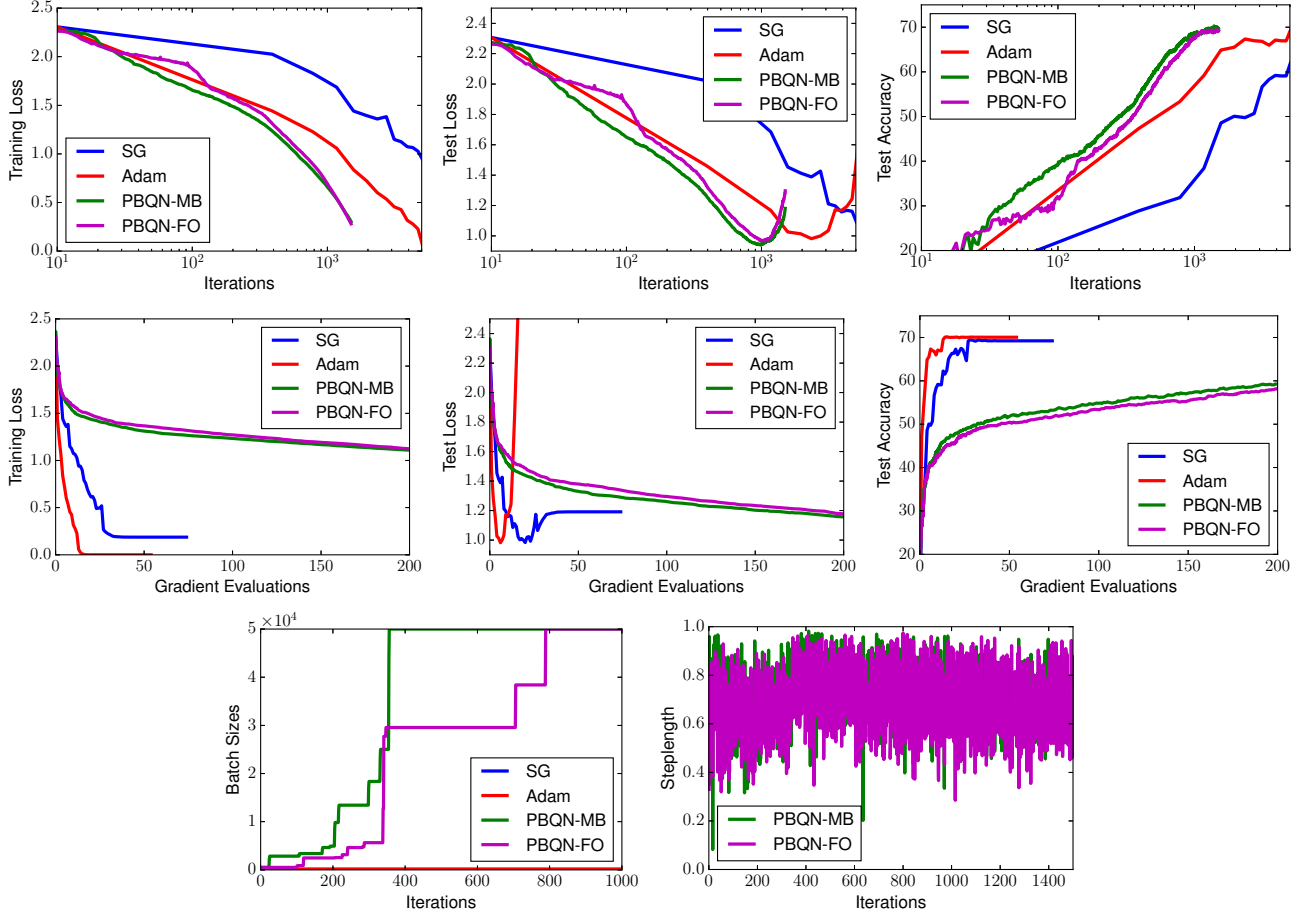 2.5
2.0
1.5
1.0
0.5
0.0
Training Loss
SG
Adam
PBQN-MB
PBQN-FO
10^1 10^2 10^3
Iterations
2.4
2.2
2.0
1.8
1.6
1.4
1.2
1.0
Test Loss
SG
Adam
PBQN-MB
PBQN-FO
10^1 10^2 10^3
Iterations
70
60
50
40
30
20
Test Accuracy
SG
Adam
PBQN-MB
PBQN-FO
10^1 10^2 10^3
Iterations
2.5
2.0
1.5
1.0
0.5
0.0
Training Loss
SG
Adam
PBQN-MB
PBQN-FO
0 50 100 150 200
Gradient Evaluations
2.4
2.2
2.0
1.8
1.6
1.4
1.2
1.0
Test Loss
SG
Adam
PBQN-MB
PBQN-FO
0 50 100 150 200
Gradient Evaluations
70
60
50
40
30
20
Test Accuracy
SG
Adam
PBQN-MB
PBQN-FO
0 50 100 150 200
Gradient Evaluations
×10^4
5
4
3
2
1
0
Batch Sizes
SG
Adam
PBQN-MB
PBQN-FO
0 200 400 600 800 1000
Iterations
1.0
0.8
0.6
0.4
0.2
0.0
Steplength
PBQN-MB
PBQN-FO
0 200 400 600 800 1000 1200 1400
Iterations